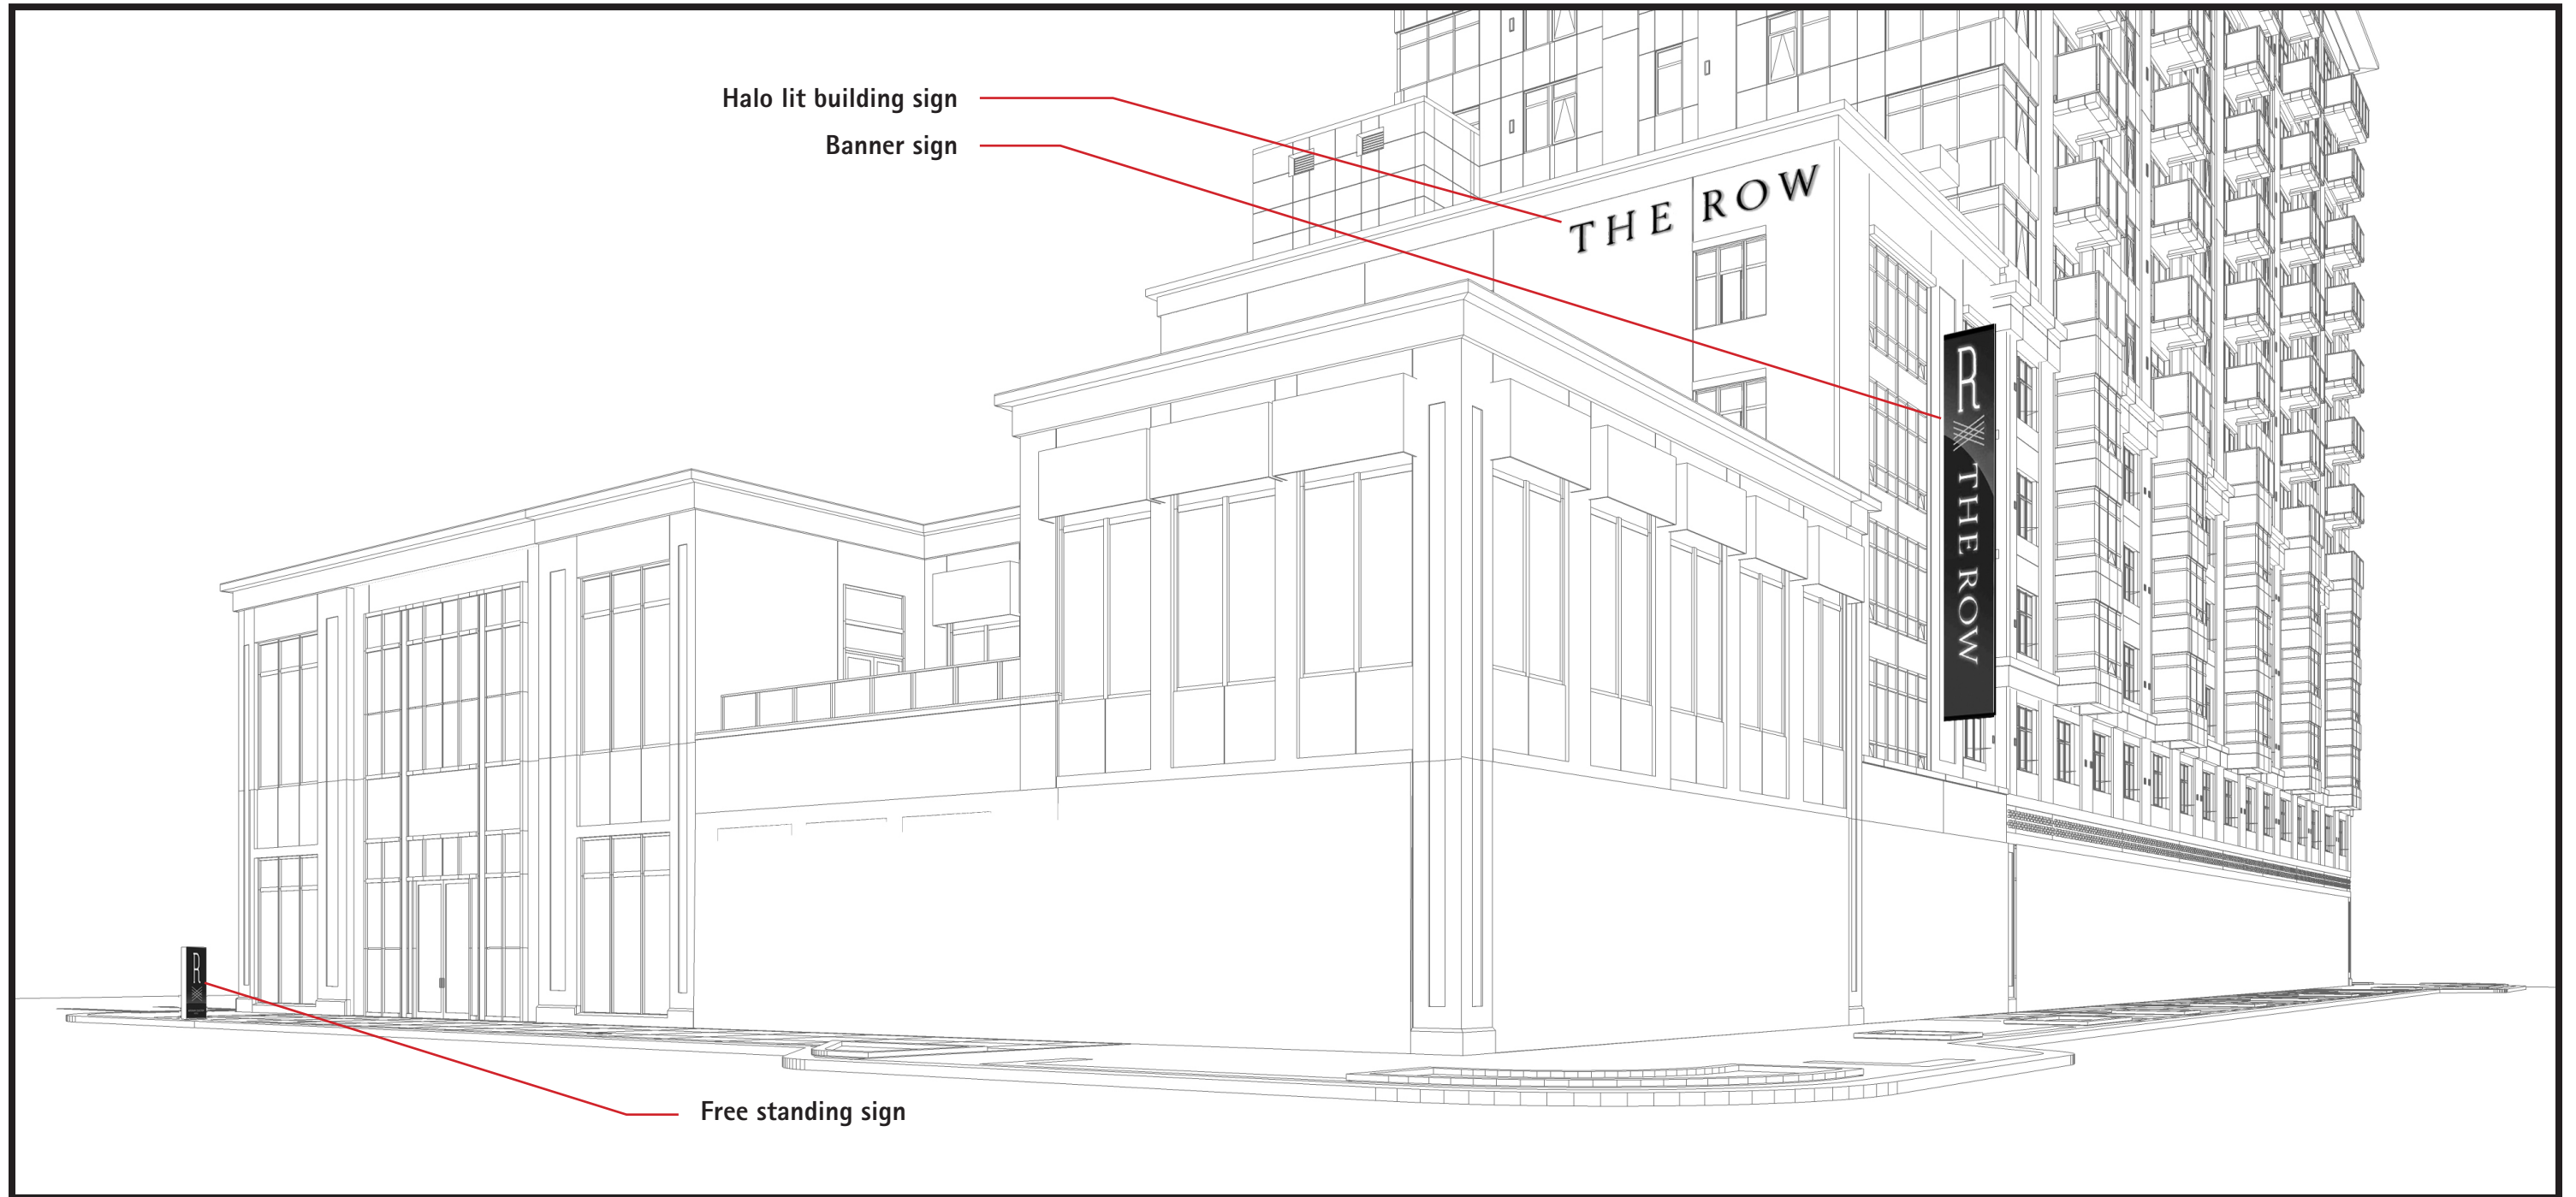 Halo lit building sign
Banner sign
THE ROW
R THE ROW
R
Free standing sign